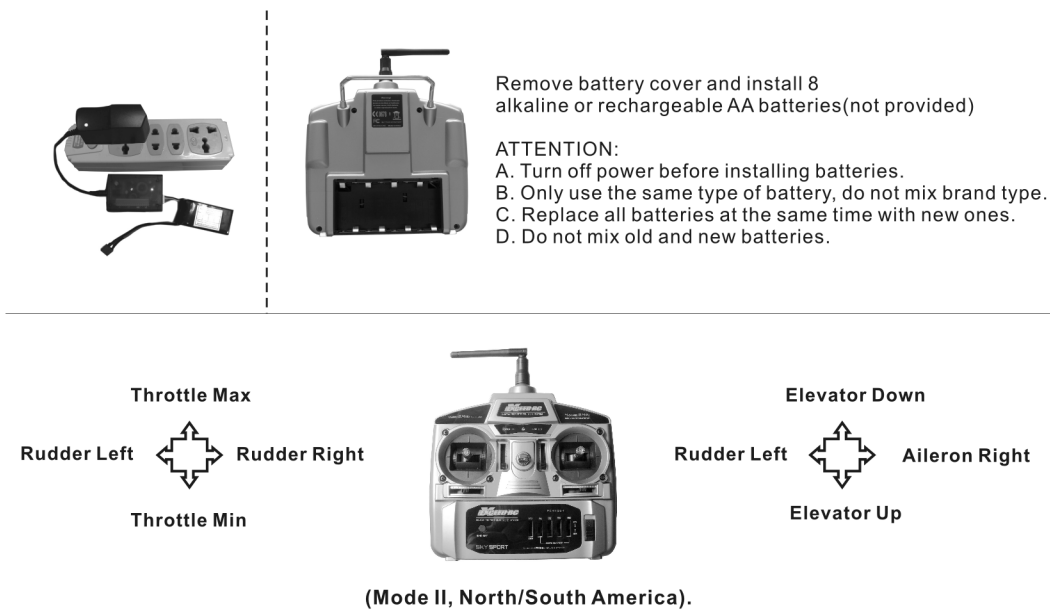 Remove battery cover and install 8
alkaline or rechargeable AA batteries(not provided)
ATTENTION:
A. Turn off power before installing batteries.
B. Only use the same type of battery, do not mix brand type.
C. Replace all batteries at the same time with new ones.
D. Do not mix old and new batteries.
Throttle Max
Rudder Left
Rudder Right
Throttle Min
SKY SPORT
Elevator Down
Rudder Left
Aileron Right
Elevator Up
(Mode II, North/South America).